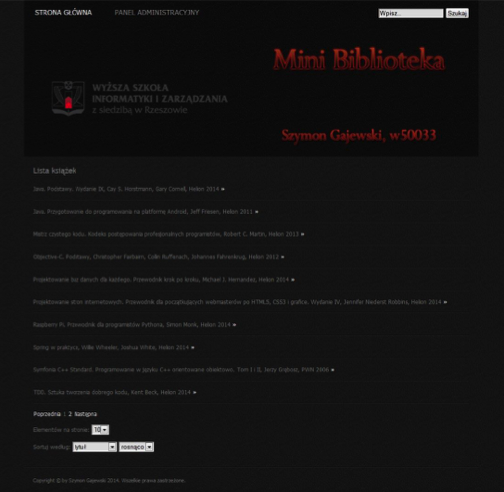 STRONA GŁÓWNA PANEL ADMINISTRACYJNY Wpisz... Szukaj
Mini Biblioteka
WYŻSZA SZKOŁA
INFORMATYKI I ZARZĄDZANIA
z siedzibą w Rzeszowie
Szymon Gajewski, w50033
Lista książek
Java. Podstawy. Wydanie IX, Cay S. Horstmann, Gary Cornell, Helion 2014 »
Java. Przygotowanie do programowania na platformę Android, Jeff Friesen, Helion 2011 »
Mistrz czystego kodu. Kodeks postępowania profesjonalnych programistów, Robert C. Martin, Helion 2013 »
Objective-C. Podstawy, Christopher Fairbairn, Collin Ruffenach, Johannes Fahrenkrug, Helion 2012 »
Projektowanie baz danych dla każdego. Przewodnik krok po kroku, Michael J. Hernandez, Helion 2014 »
Projektowanie stron internetowych. Przewodnik dla początkujących webmasterów po HTML5, CSS3 i grafice. Wydanie IV, Jennifer Niederst Robbins, Helion 2014 »
Raspberry Pi. Przewodnik dla programistów Pythona, Simon Monk, Helion 2014 »
Spring w praktyce, Willie Wheeler, Joshua White, Helion 2014 »
Symfonia C++ Standard. Programowanie w języku C++ orientowane obiektowo. Tom I i II, Jerzy Grębosz, 2006 »
TDD. Sztuka tworzenia dobrego kodu, Kent Beck, Helion 2014 »
Poprzednia 1 2 Następna
Elementów na stronie: 10
Sortuj według: tytuł rosnąco
Copyright © by Szymon Gajewski 2014. Wszelkie prawa zastrzeżone.